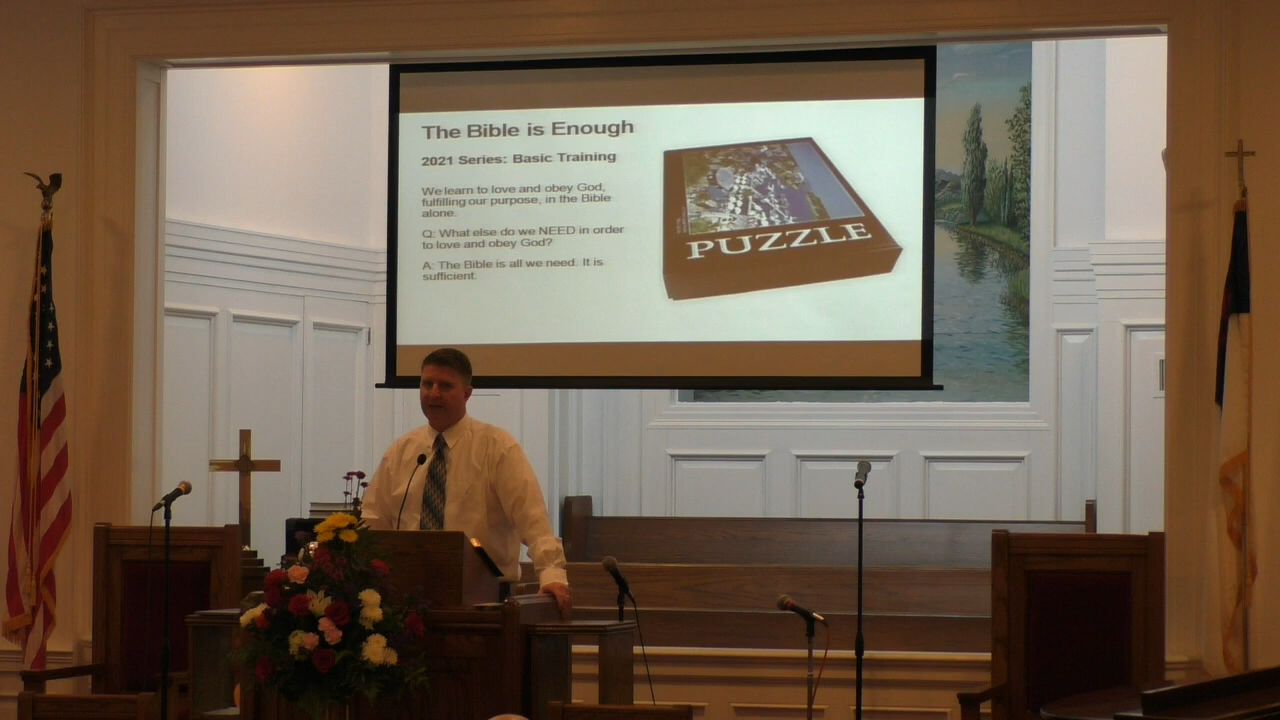 The Bible is Enough
2021 Series: Basic Training
We learn to love and obey God,
fulfilling our purpose, in the Bible
alone.
Q: What else do we NEED in order
to love and obey God?
A: The Bible is all we need. It is
sufficient.
PUZZLE